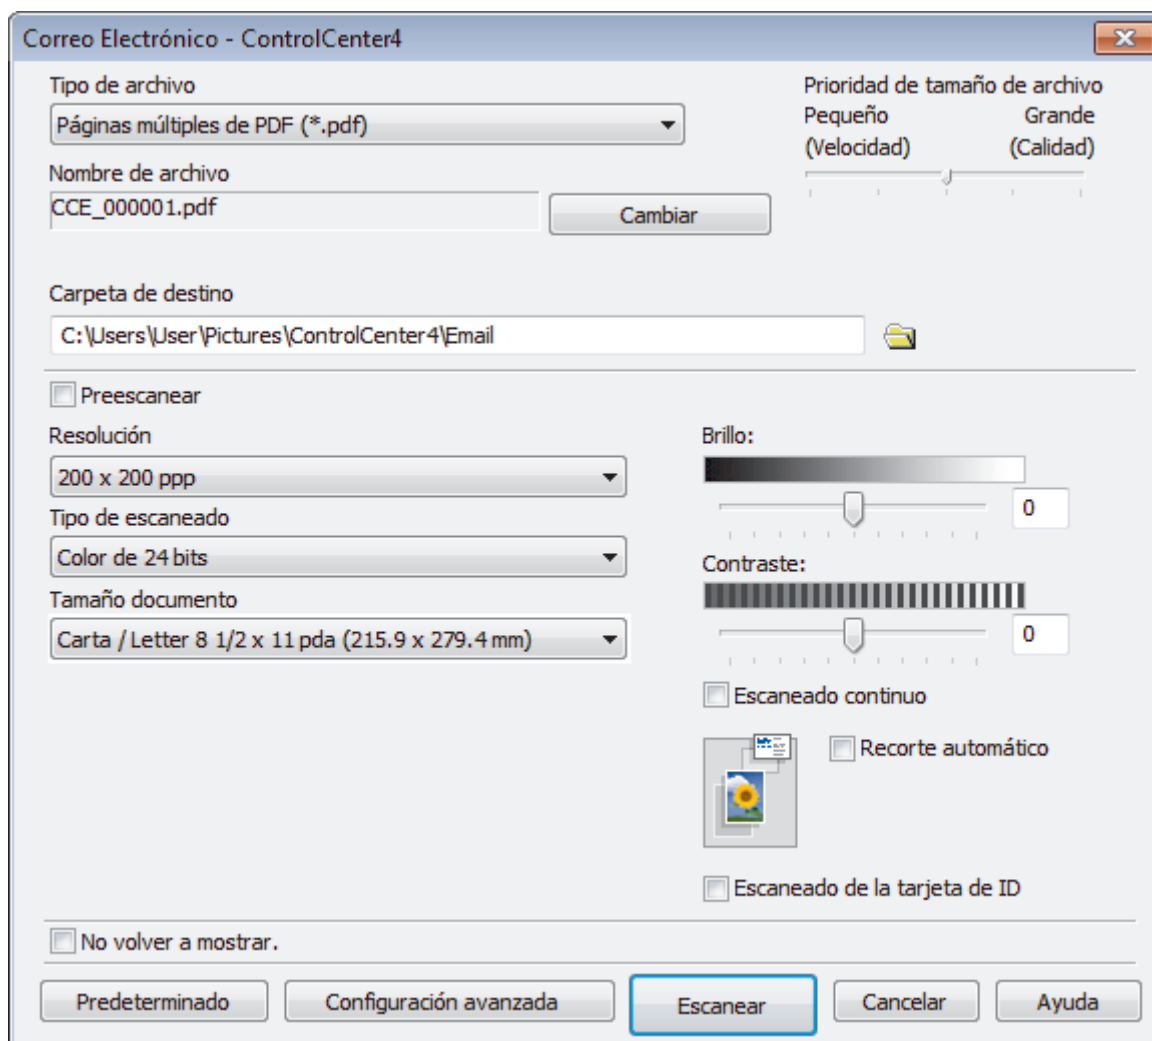 Correo Electrónico - ControlCenter4
Tipo de archivo
Páginas múltiples de PDF (*.pdf)
Prioridad de tamaño de archivo
Pequeño Grande
(Velocidad) (Calidad)
Nombre de archivo
CCE_000001.pdf
Cambiar
Carpeta de destino
C:\Users\User\Pictures\ControlCenter4\Email
Preescanear
Resolución
200 x 200 ppp
Tipo de escaneado
Color de 24 bits
Tamaño documento
Carta / Letter 8 1/2 x 11 pda (215.9 x 279.4 mm)
Brillo:
0
Contraste:
0
Escaneado continuo
Recorte automático
Escaneado de la tarjeta de ID
No volver a mostrar.
Predeterminado Configuración avanzada Escanear Cancelar Ayuda